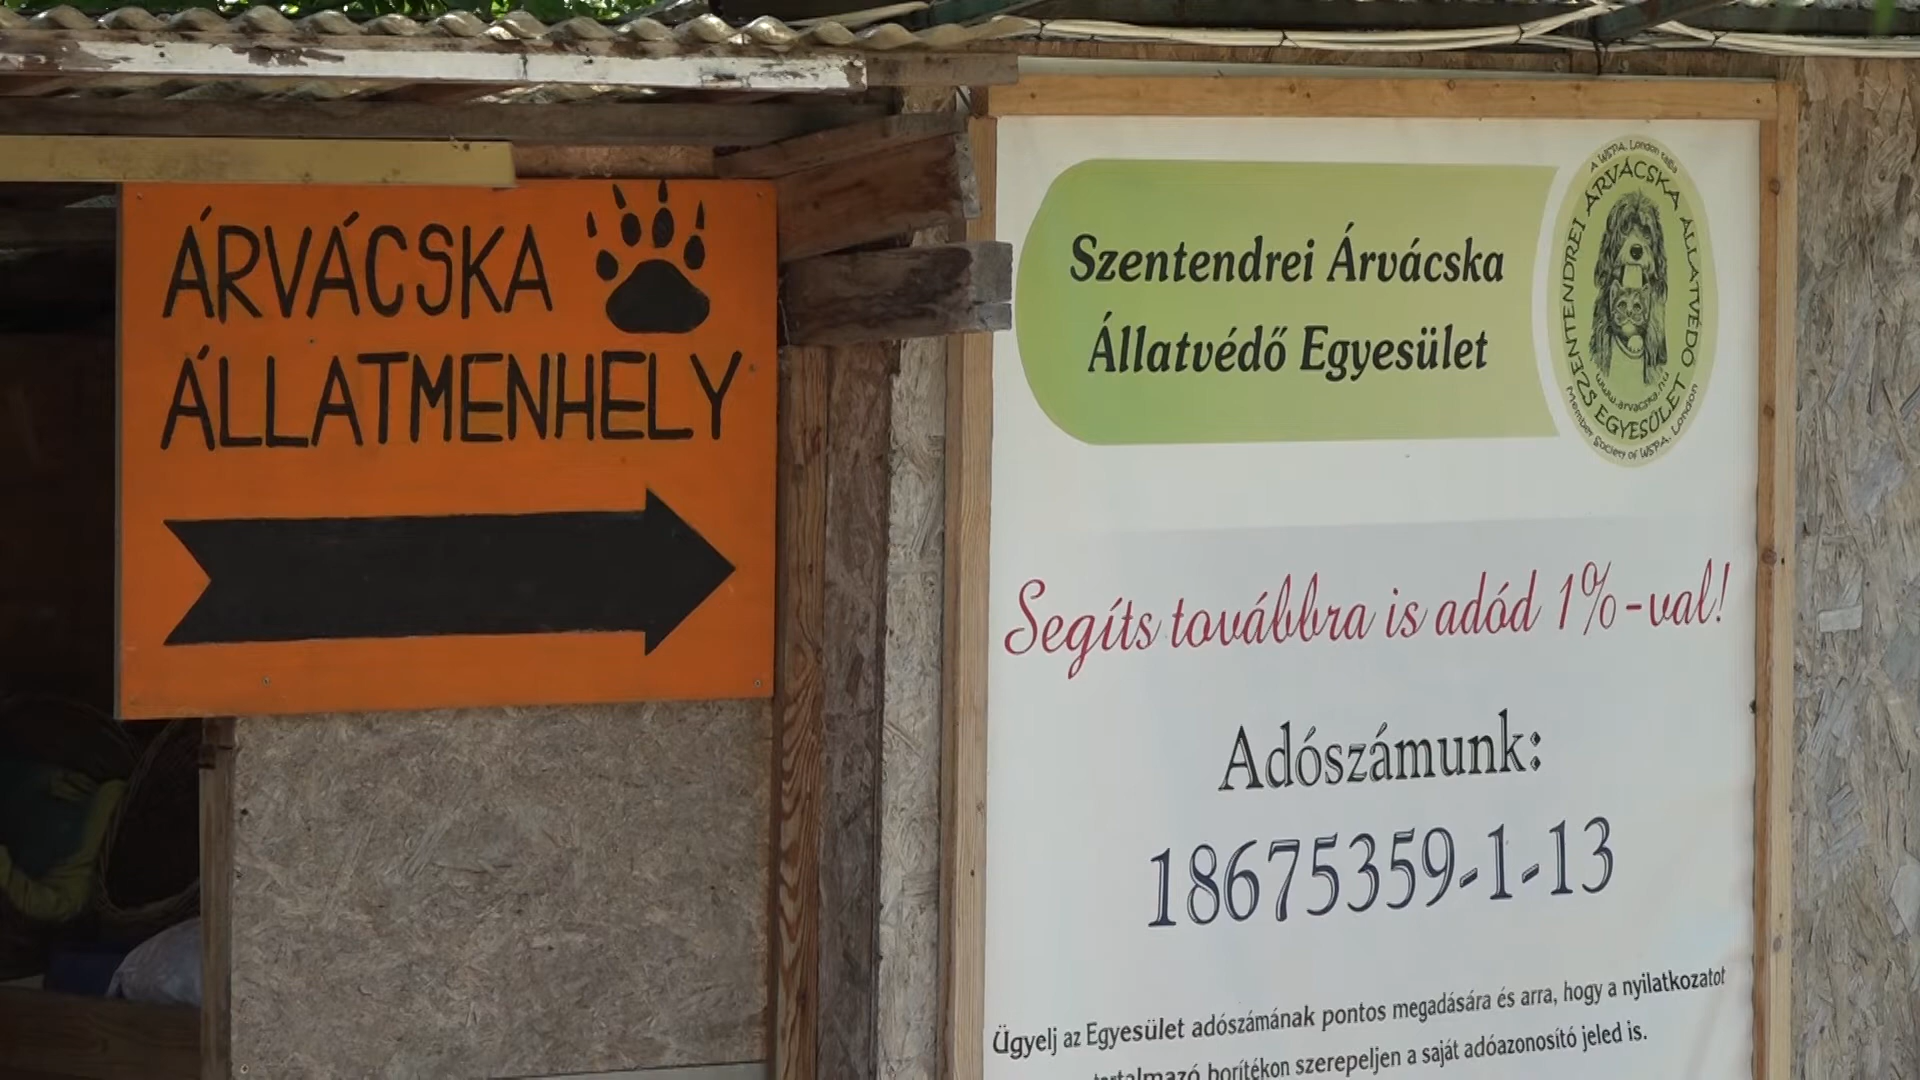 ÁRVÁCSKA
ÁLLATMENHELY
Szentendrei Árvácska
Állatvédő Egyesület
A WSPA, London tagja
SZENTENDREI ÁRVÁCSKA ÁLLATVÉDŐ
www.arvacska.hu
EGYESÜLET
Member Society of WSPA, London
Segíts továbbra is adód 1%-val!
Adószámunk:
18675359-1-13
Ügyelj az Egyesület adószámának pontos megadására és arra, hogy a nyilatkozatot
tartalmazó borítékon szerepeljen a saját adóazonosító jeled is.